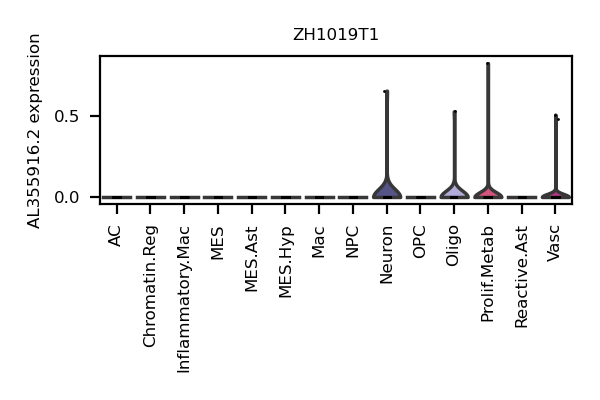 ZH1019T1
AL355916.2 expression
0.5
0.0
AC
Chromatin.Reg
Inflammatory.Mac
MES
MES.Ast
MES.Hyp
Mac
NPC
Neuron
OPC
Oligo
Prolif.Metab
Reactive.Ast
Vasc